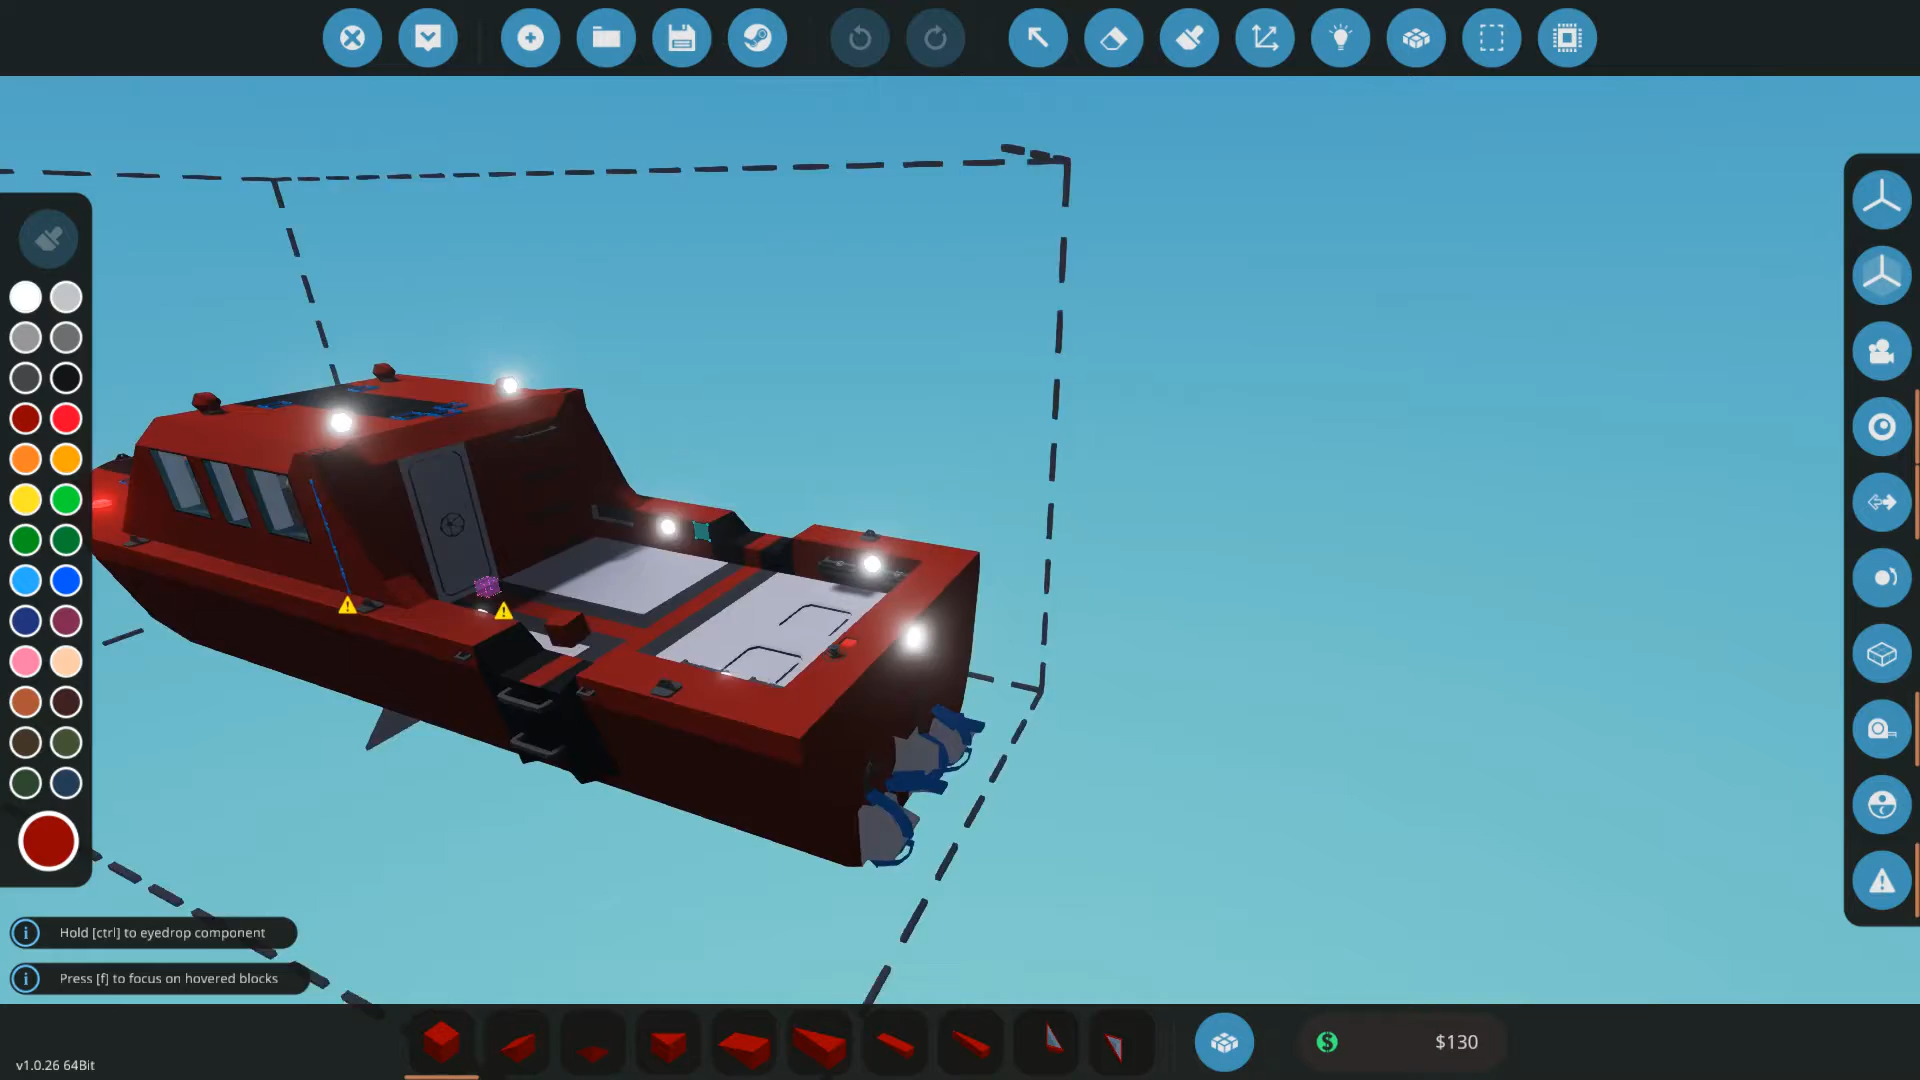 Hold [ctrl] to eyedrop component
Press [f] to focus on hovered blocks
$130
v1.0.26 64Bit